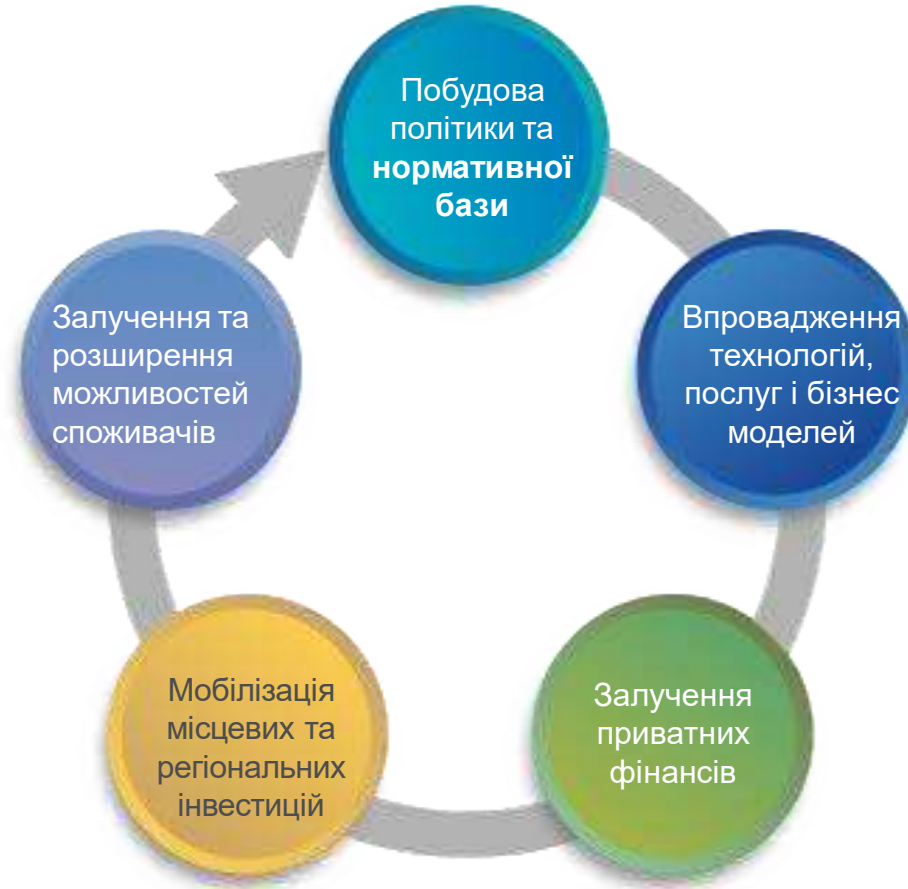 Побудова
політики та
нормативної
бази
Впровадження
технологій,
послуг і бізнес
моделей
Залучення
приватних
фінансів
Мобілізація
місцевих та
регіональних
інвестицій
Залучення та
розширення
можливостей
споживачів